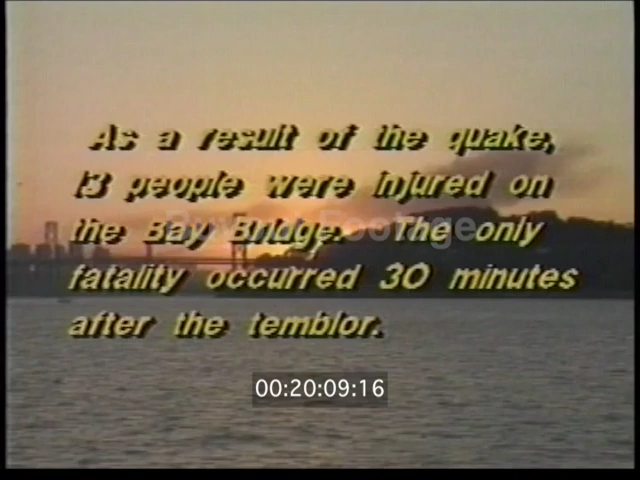 As a result of the quake,
13 people were injured on
the Bay Bridge. The only
fatality occurred 30 minutes
after the temblor.
Footage
00:20:09:16